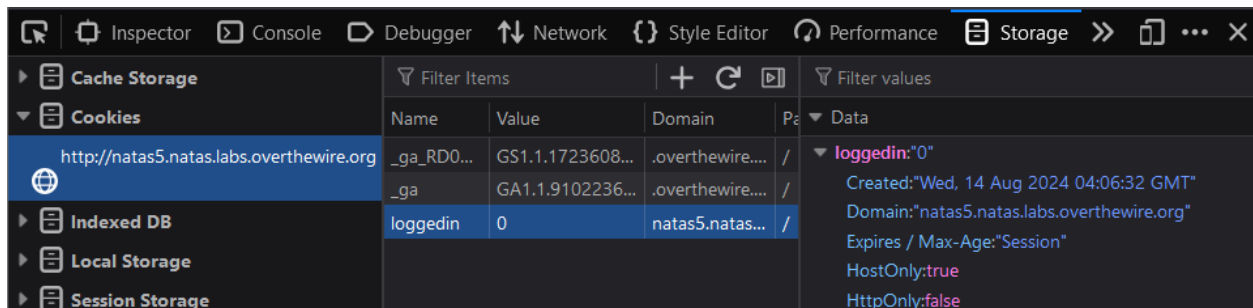 Inspector Console Debugger Network Style Editor Performance Storage
Cache Storage
Cookies
http://natas5.natas.labs.overthewire.org
Indexed DB
Local Storage
Session Storage
Filter Items
Name Value Domain Pa
_ga_RD0... GS1.1.1723608... .overthewire.... /
_ga GA1.1.9102236... .overthewire.... /
loggedin 0 natas5.natas... /
Filter values
Data
loggedin:"0"
Created:"Wed, 14 Aug 2024 04:06:32 GMT"
Domain:"natas5.natas.labs.overthewire.org"
Expires / Max-Age:"Session"
HostOnly:true
HttpOnly:false